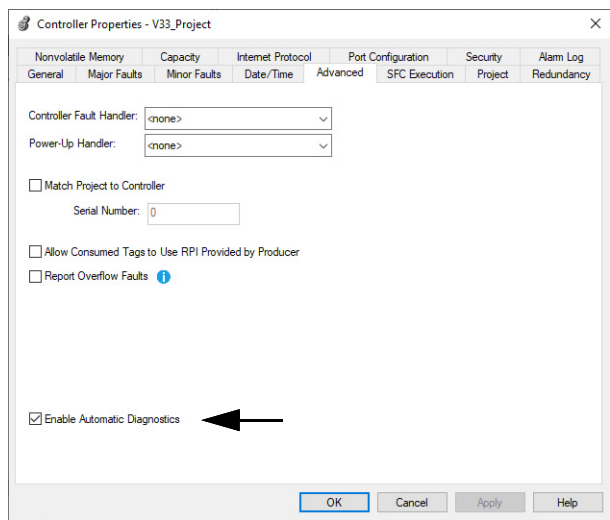 Controller Properties - V33_Project
Nonvolatile Memory Capacity Internet Protocol Port Configuration Security Alarm Log
General Major Faults Minor Faults Date/Time Advanced SFC Execution Project Redundancy
Controller Fault Handler: <none>
Power-Up Handler: <none>
Match Project to Controller
Serial Number: 0
Allow Consumed Tags to Use RPI Provided by Producer
Report Overflow Faults
Enable Automatic Diagnostics
OK Cancel Apply Help